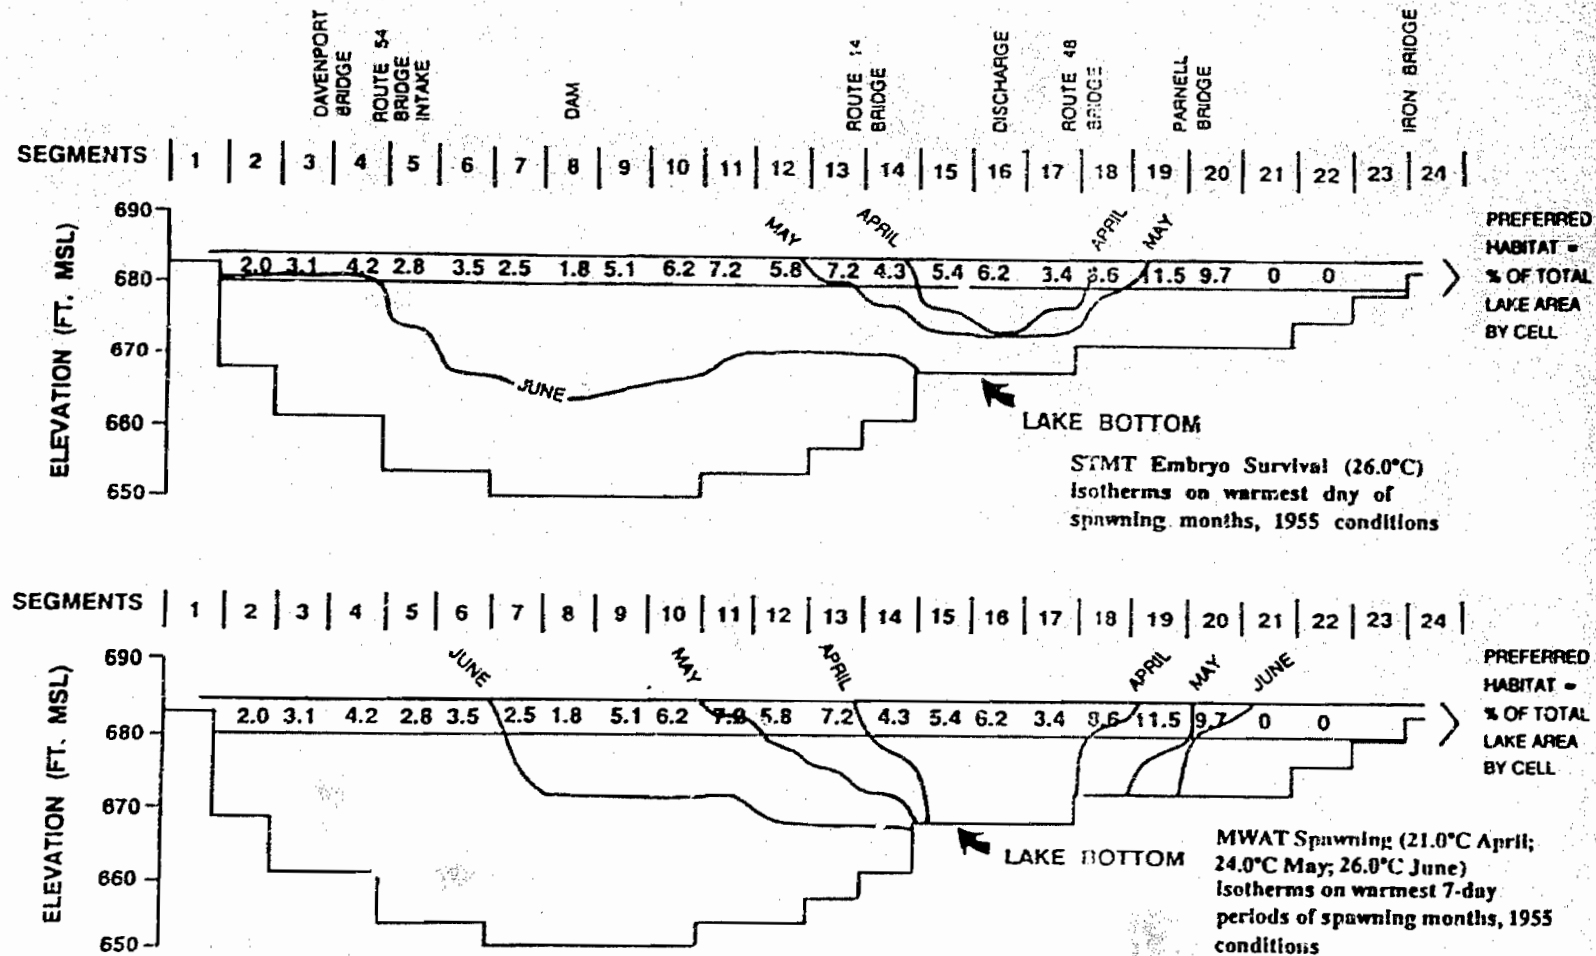 DAVENPORT
BRIDGE
ROUTE 54
BRIDGE
INTAKE
DAM
ROUTE 14
BRIDGE
DISCHARGE
ROUTE 48
BRIDGE
PARNELL
BRIDGE
IRON BRIDGE
SEGMENTS | 1 | 2 | 3 | 4 | 5 | 6 | 7 | 8 | 9 | 10 | 11 | 12 | 13 | 14 | 15 | 16 | 17 | 18 | 19 | 20 | 21 | 22 | 23 | 24 |
ELEVATION (FT. MSL)
690
680
670
660
650
MAY
APRIL
APRIL
MAY
2.0 3.1 4.2 2.8 3.5 2.5 1.8 5.1 6.2 7.2 5.8 7.2 4.3 5.4 6.2 3.4 8.6 11.5 9.7 0 0
JUNE
PREFERRED
HABITAT =
% OF TOTAL
LAKE AREA
BY CELL
LAKE BOTTOM
STMT Embryo Survival (26.0°C)
isotherms on warmest day of
spawning months, 1955 conditions
SEGMENTS | 1 | 2 | 3 | 4 | 5 | 6 | 7 | 8 | 9 | 10 | 11 | 12 | 13 | 14 | 15 | 16 | 17 | 18 | 19 | 20 | 21 | 22 | 23 | 24 |
ELEVATION (FT. MSL)
690
680
670
660
650
JUNE
MAY
APRIL
APRIL
MAY
JUNE
2.0 3.1 4.2 2.8 3.5 2.5 1.8 5.1 6.2 7.2 5.8 7.2 4.3 5.4 6.2 3.4 8.6 11.5 9.7 0 0
PREFERRED
HABITAT =
% OF TOTAL
LAKE AREA
BY CELL
LAKE BOTTOM
MWAT Spawning (21.0°C April;
24.0°C May; 26.0°C June)
isotherms on warmest 7-day
periods of spawning months, 1955
conditions